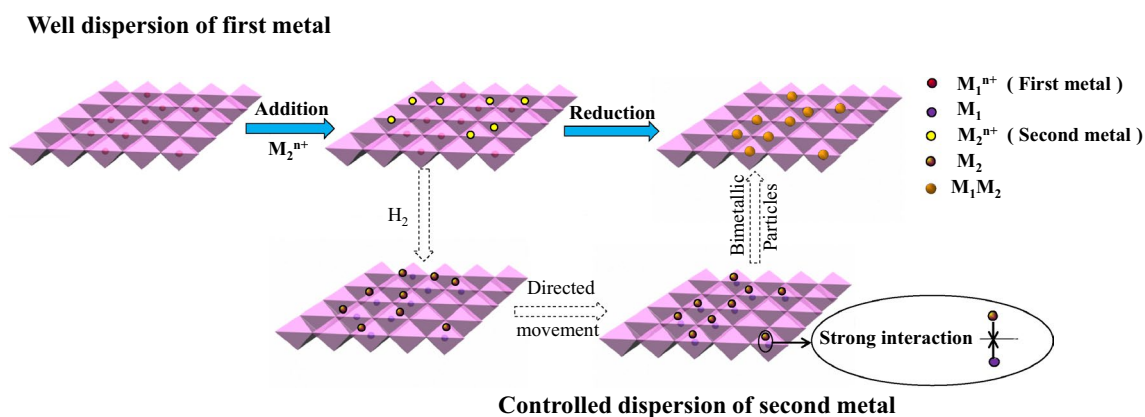 Well dispersion of first metal
Addition
M₂ⁿ⁺
Reduction
M₁ⁿ⁺ ( First metal )
M₁
M₂ⁿ⁺ ( Second metal )
M₂
M₁M₂
H₂
Bimetallic
Particles
Directed
movement
Strong interaction
Controlled dispersion of second metal